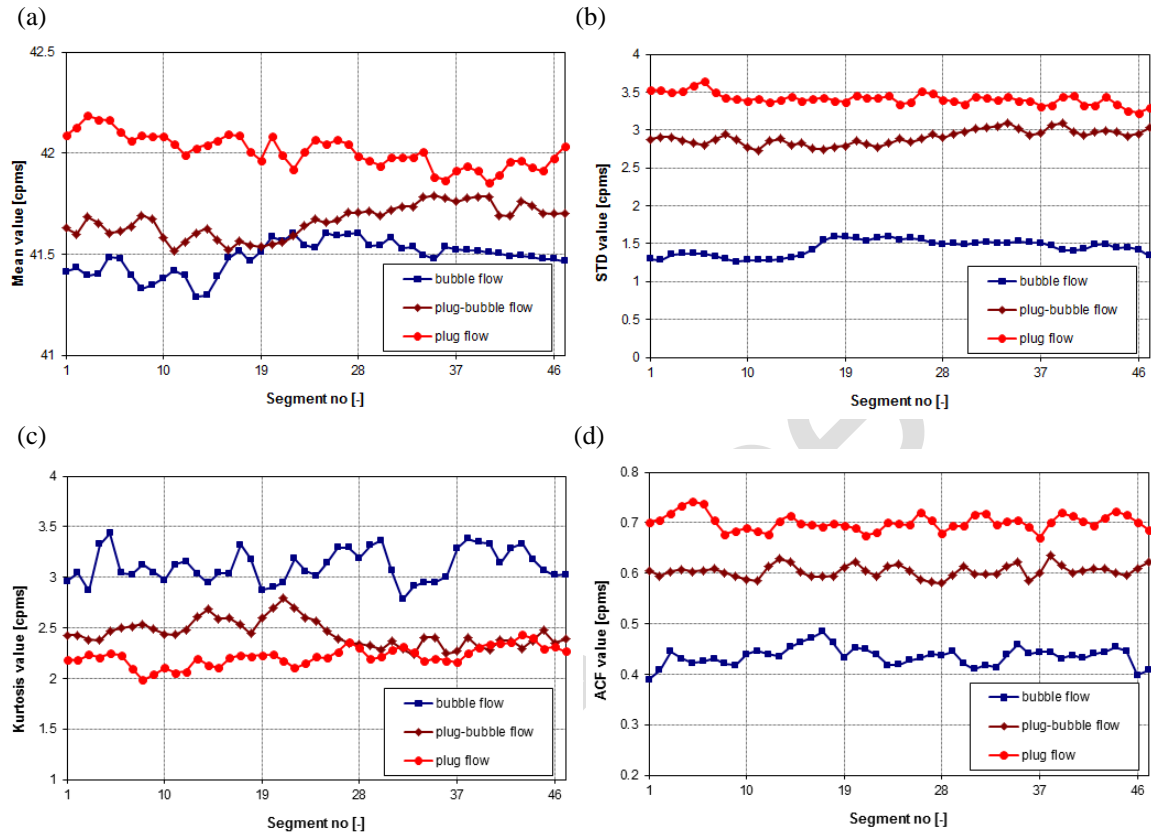 (a)
42.5
42
41.5
41
Mean value [cpms]
1 10 19 28 37 46
Segment no [-]
bubble flow
plug-bubble flow
plug flow
(b)
4
3.5
3
2.5
2
1.5
1
0.5
0
STD value [cpms]
1 10 19 28 37 46
Segment no [-]
bubble flow
plug-bubble flow
plug flow
(c)
4
3.5
3
2.5
2
1.5
1
Kurtosis value [cpms]
1 10 19 28 37 46
Segment no [-]
bubble flow
plug-bubble flow
plug flow
(d)
0.8
0.7
0.6
0.5
0.4
0.3
0.2
ACF value [cpms]
1 10 19 28 37 46
Segment no [-]
bubble flow
plug-bubble flow
plug flow